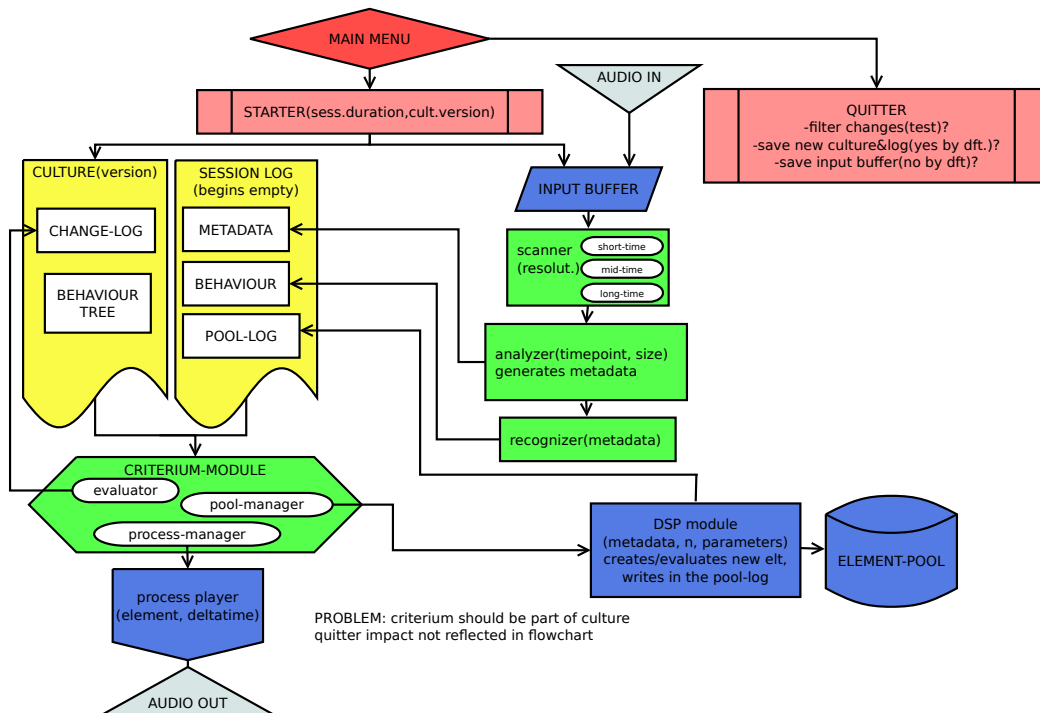 MAIN MENU
AUDIO IN
STARTER(sess.duration,cult.version)
QUITTER
-filter changes(test)?
-save new culture&log(yes by dft.)?
-save input buffer(no by dft)?
CULTURE(version)
CHANGE-LOG
BEHAVIOUR
TREE
SESSION LOG
(begins empty)
METADATA
BEHAVIOUR
POOL-LOG
INPUT BUFFER
scanner
(resolut.)
short-time
mid-time
long-time
analyzer(timepoint, size)
generates metadata
recognizer(metadata)
CRITERIUM-MODULE
evaluator
pool-manager
process-manager
DSP module
(metadata, n, parameters)
creates/evaluates new elt,
writes in the pool-log
ELEMENT-POOL
process player
(element, deltatime)
PROBLEM: criterium should be part of culture
quitter impact not reflected in flowchart
AUDIO OUT